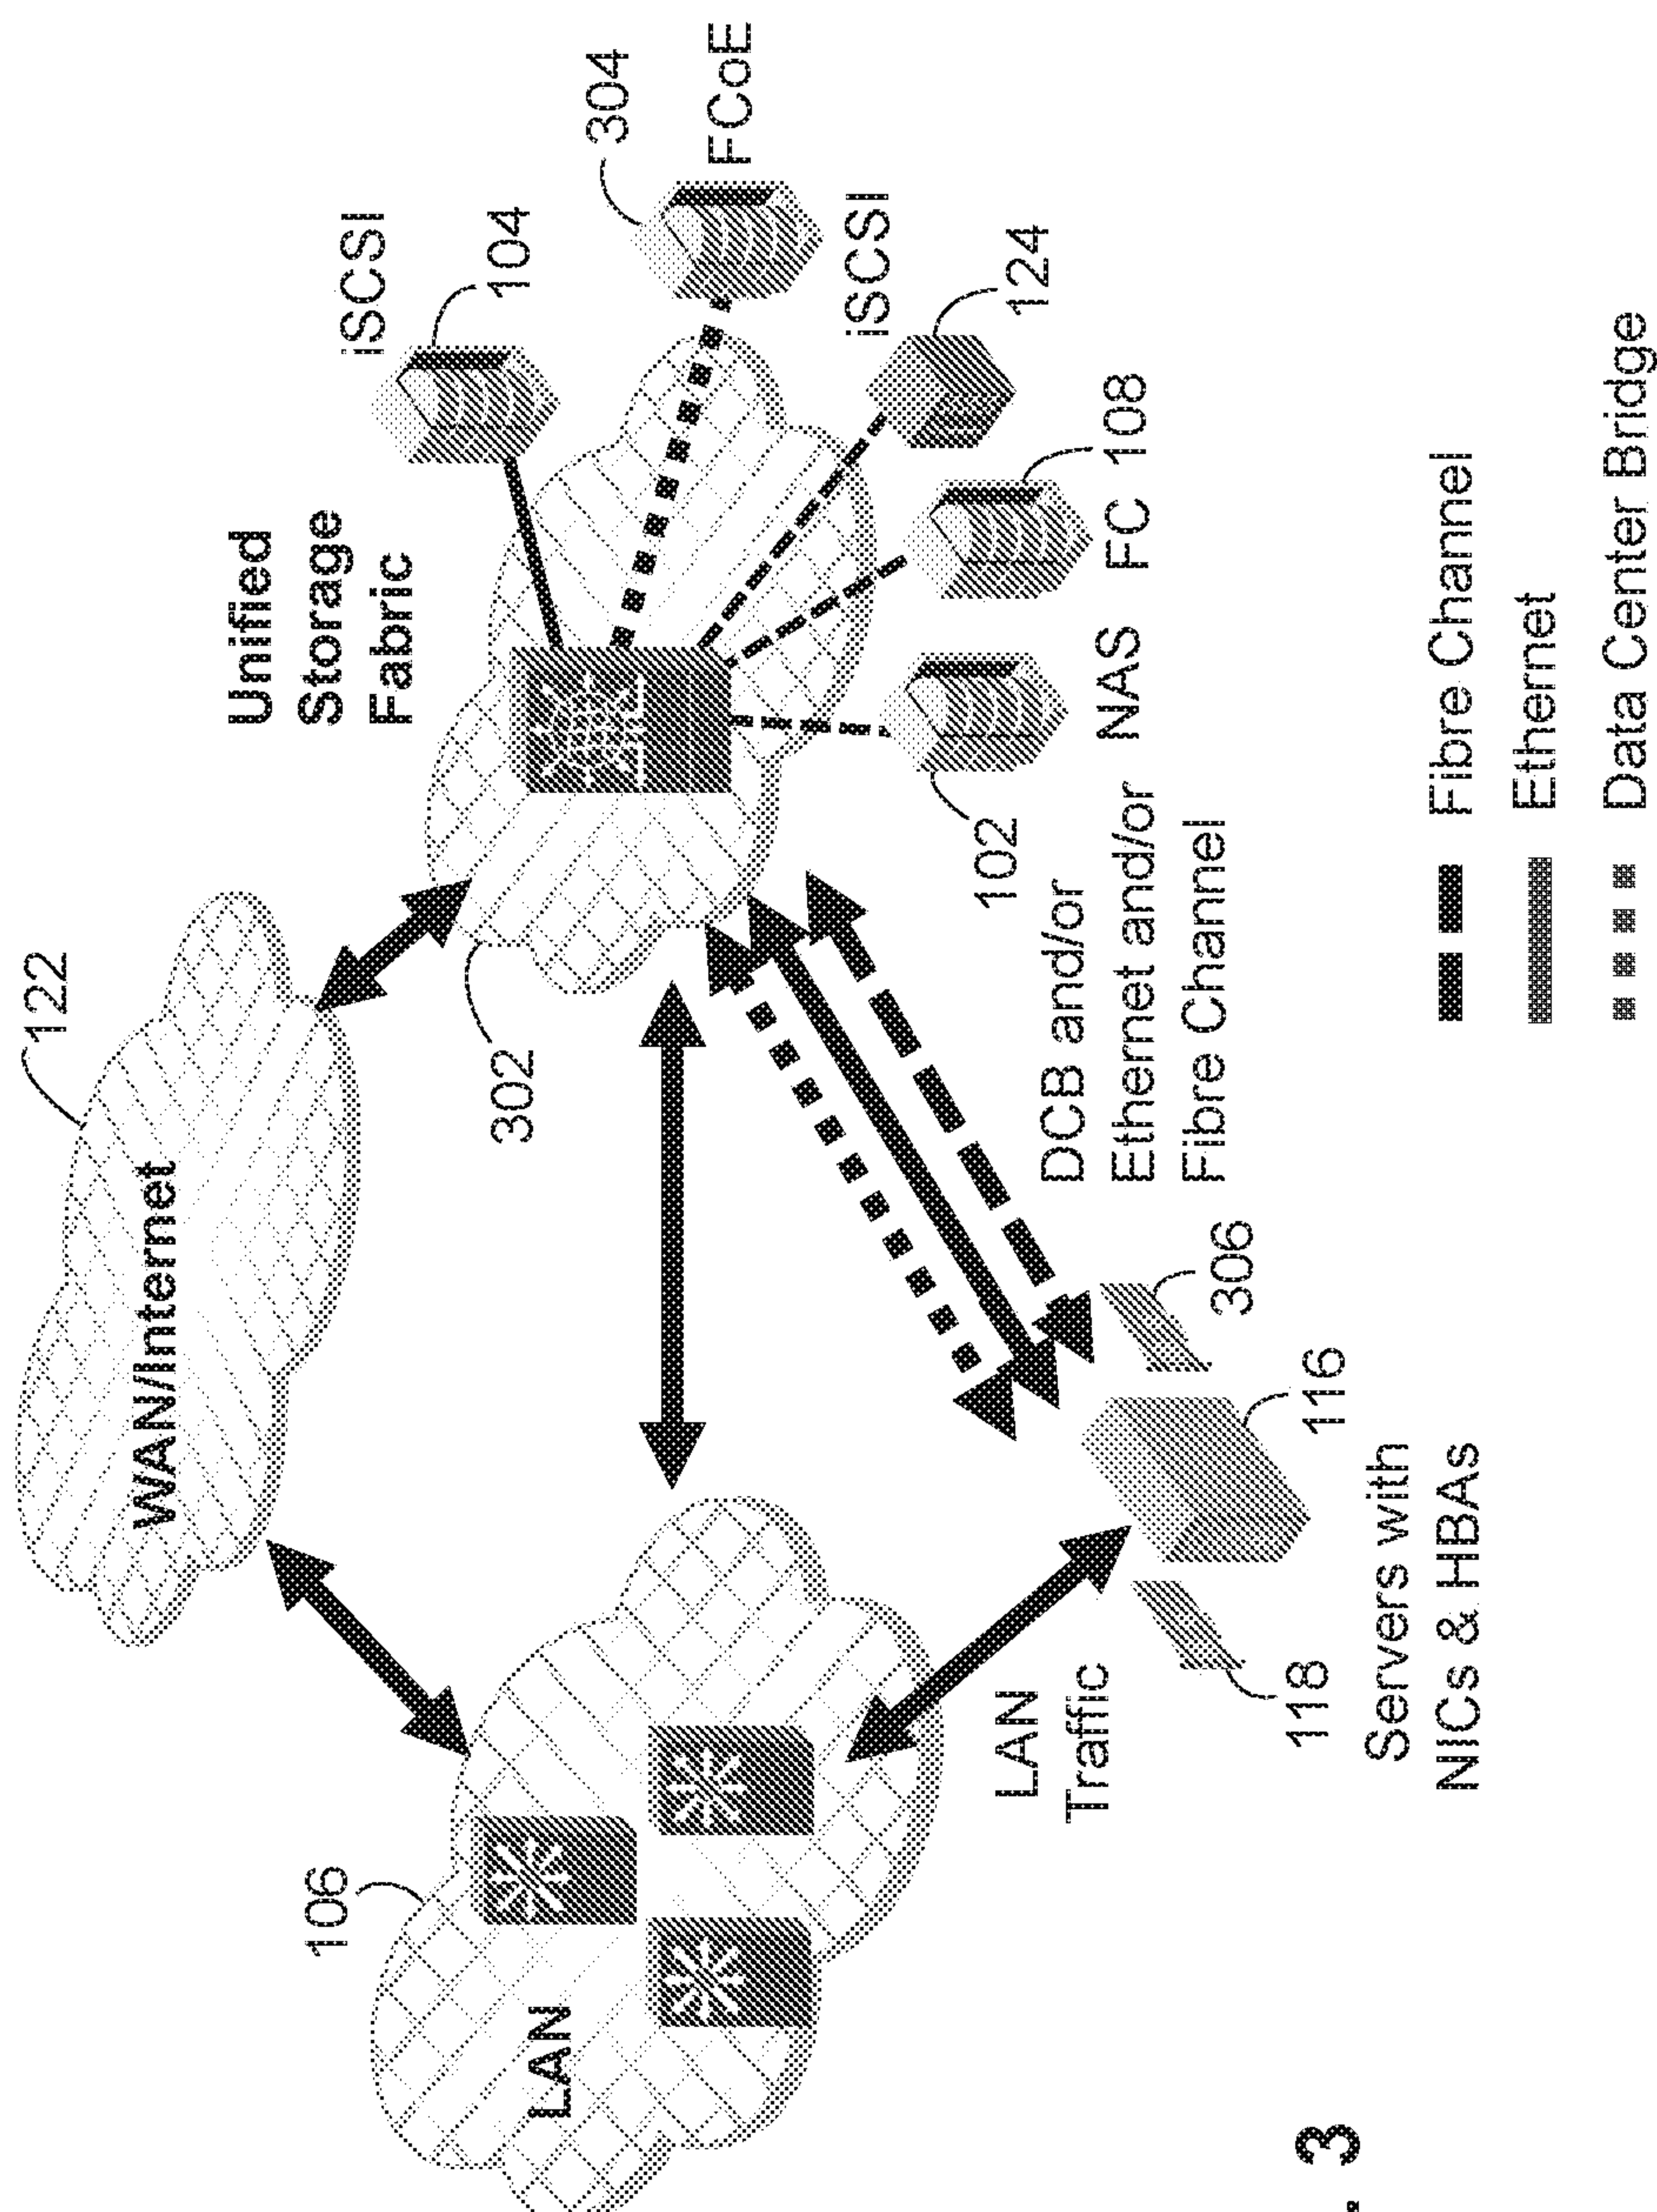 122
WAN/Internet
Unified
Storage
Fabric
iSCSI
104
304
FCoE
iSCSI
124
FC 108
NAS
102
302
106
LAN
DCB and/or
Ethernet and/or
Fibre Channel
LAN
Traffic
306
116
118
Servers with
NICs & HBAs
Fibre Channel
Ethernet
Data Center Bridge
. 3